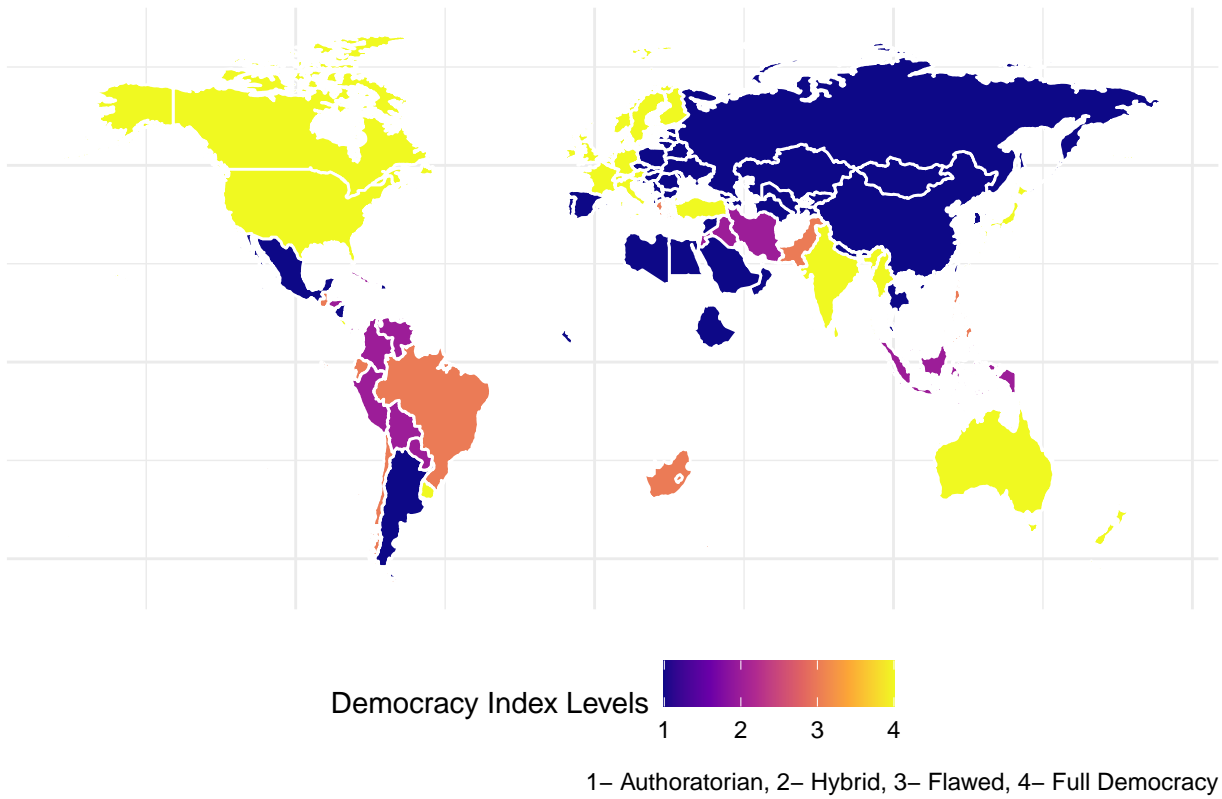 Democracy Index Levels
1 2 3 4
1– Authoratorian, 2– Hybrid, 3– Flawed, 4– Full Democracy